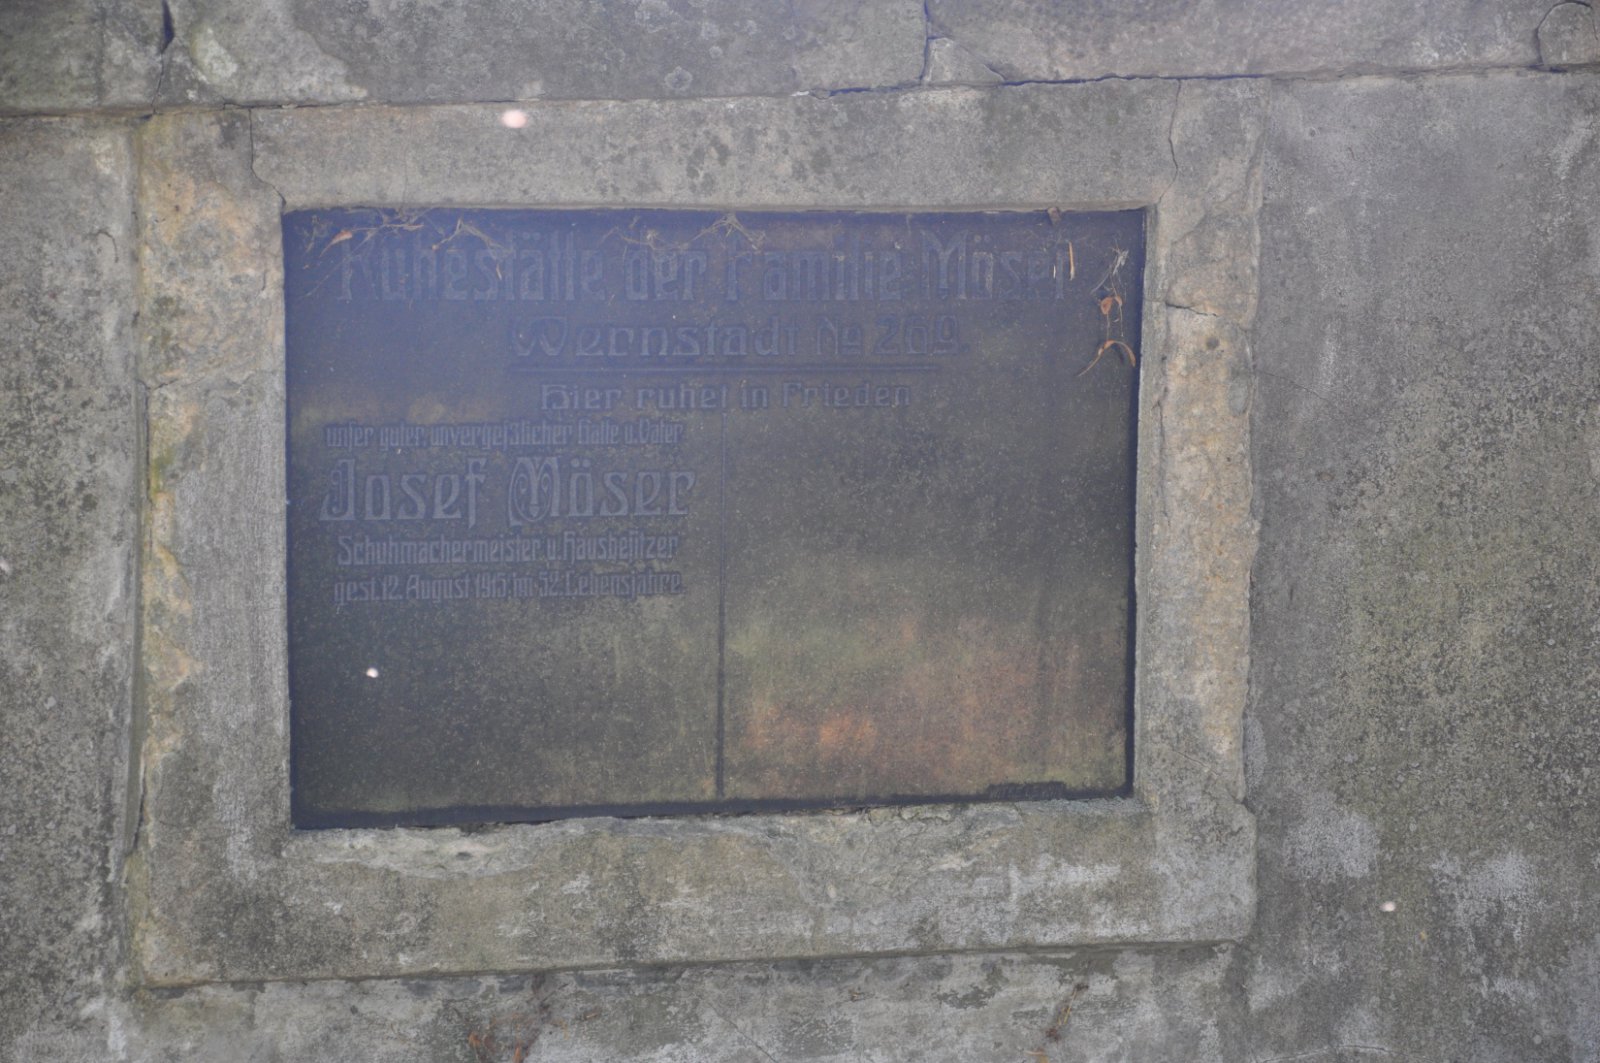 Ruhestätte der Familie Möser
Wernstadt No 269.
Hier ruhet in Frieden
unser guter, unvergeßlicher Gatte u. Vater
Josef Möser
Schuhmachermeister u. Hausbesitzer
gest. 12. August 1915, im 52. Lebensjahre.